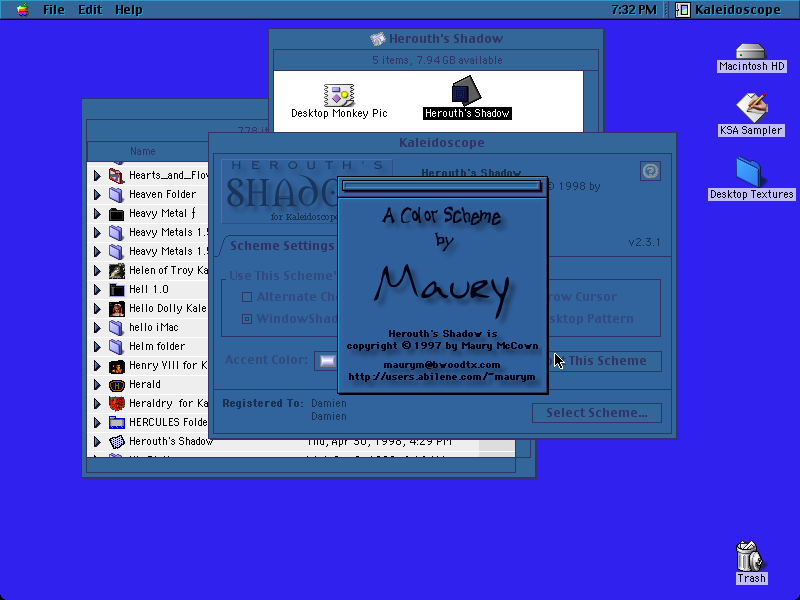 File Edit Help
7:32 PM
Kaleidoscope
Herouth's Shadow
5 items, 7.94 GB available
Desktop Monkey Pic
Herouth's Shadow
Macintosh HD
KSA Sampler
Desktop Textures
Trash
Name
Hearts_and_Flo
Heaven Folder
Heavy Metal f
Heavy Metals 1.5
Heavy Metals 1.5
Helen of Troy Ka
Hell 1.0
Hello Dolly Kale
hello iMac
Helm folder
Henry VIII for K
Herald
Heraldry for Ka
HERCULES Folde
Herouth's Shadow
Thu, Apr 30, 1998, 4:29 PM
Kaleidoscope
HEROUTH'S
SHADO
for Kaleidoscope
Herouth's Shadow
© 1998 by
v2.3.1
Scheme Settings
Use This Scheme'
Alternate Ch
WindowShad
row Cursor
sktop Pattern
Accent Color:
This Scheme
Registered To: Damien
Damien
Select Scheme...
A Color Scheme
by
Maury
Herouth's Shadow is
copyright © 1997 by Maury McCown
maurym@bwoodtx.com
http://users.abilene.com/~maurym